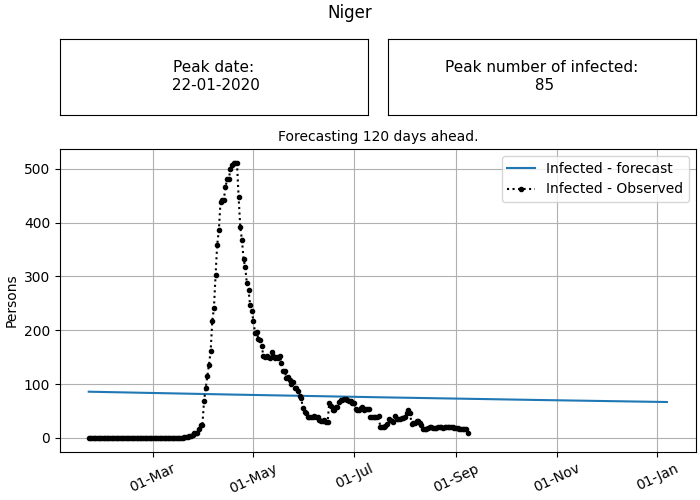 Niger
Peak date:
22-01-2020
Peak number of infected:
85
Forecasting 120 days ahead.
Infected - forecast
Infected - Observed
500
400
300
200
100
0
Persons
01-Mar
01-May
01-Jul
01-Sep
01-Nov
01-Jan